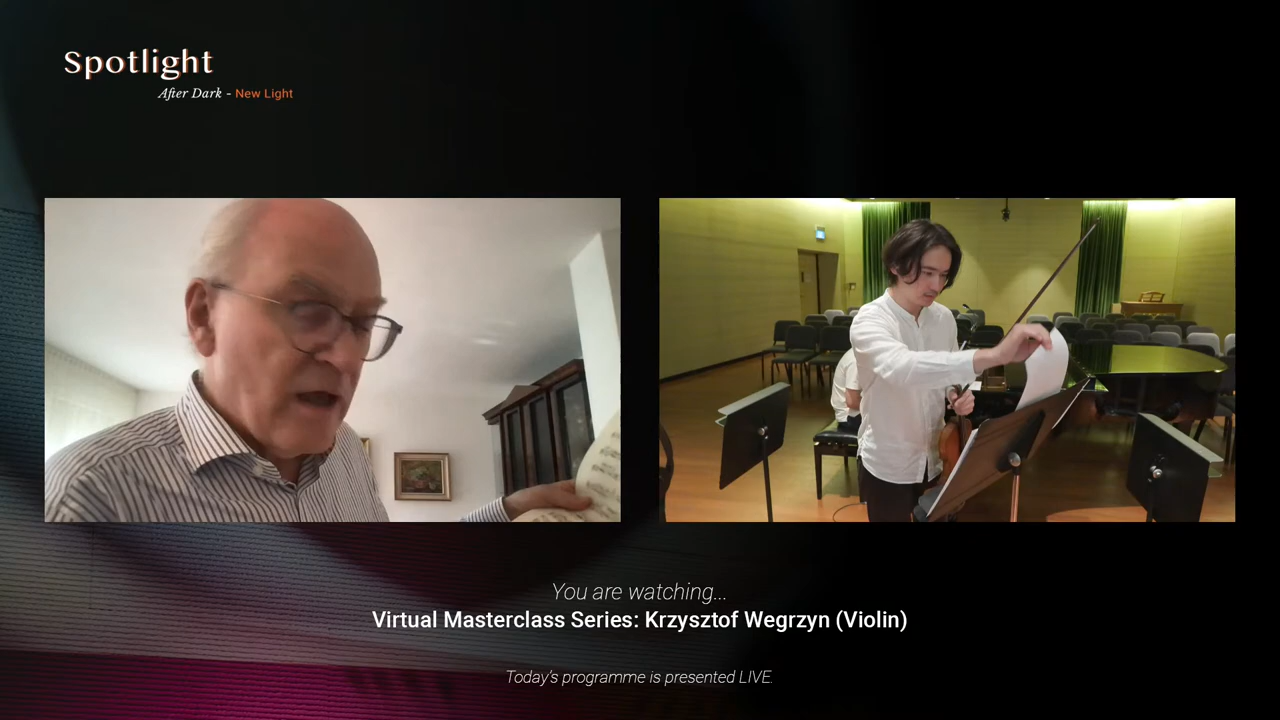 Spotlight
After Dark - New Light
You are watching...
Virtual Masterclass Series: Krzysztof Wegrzyn (Violin)
Today's programme is presented LIVE.